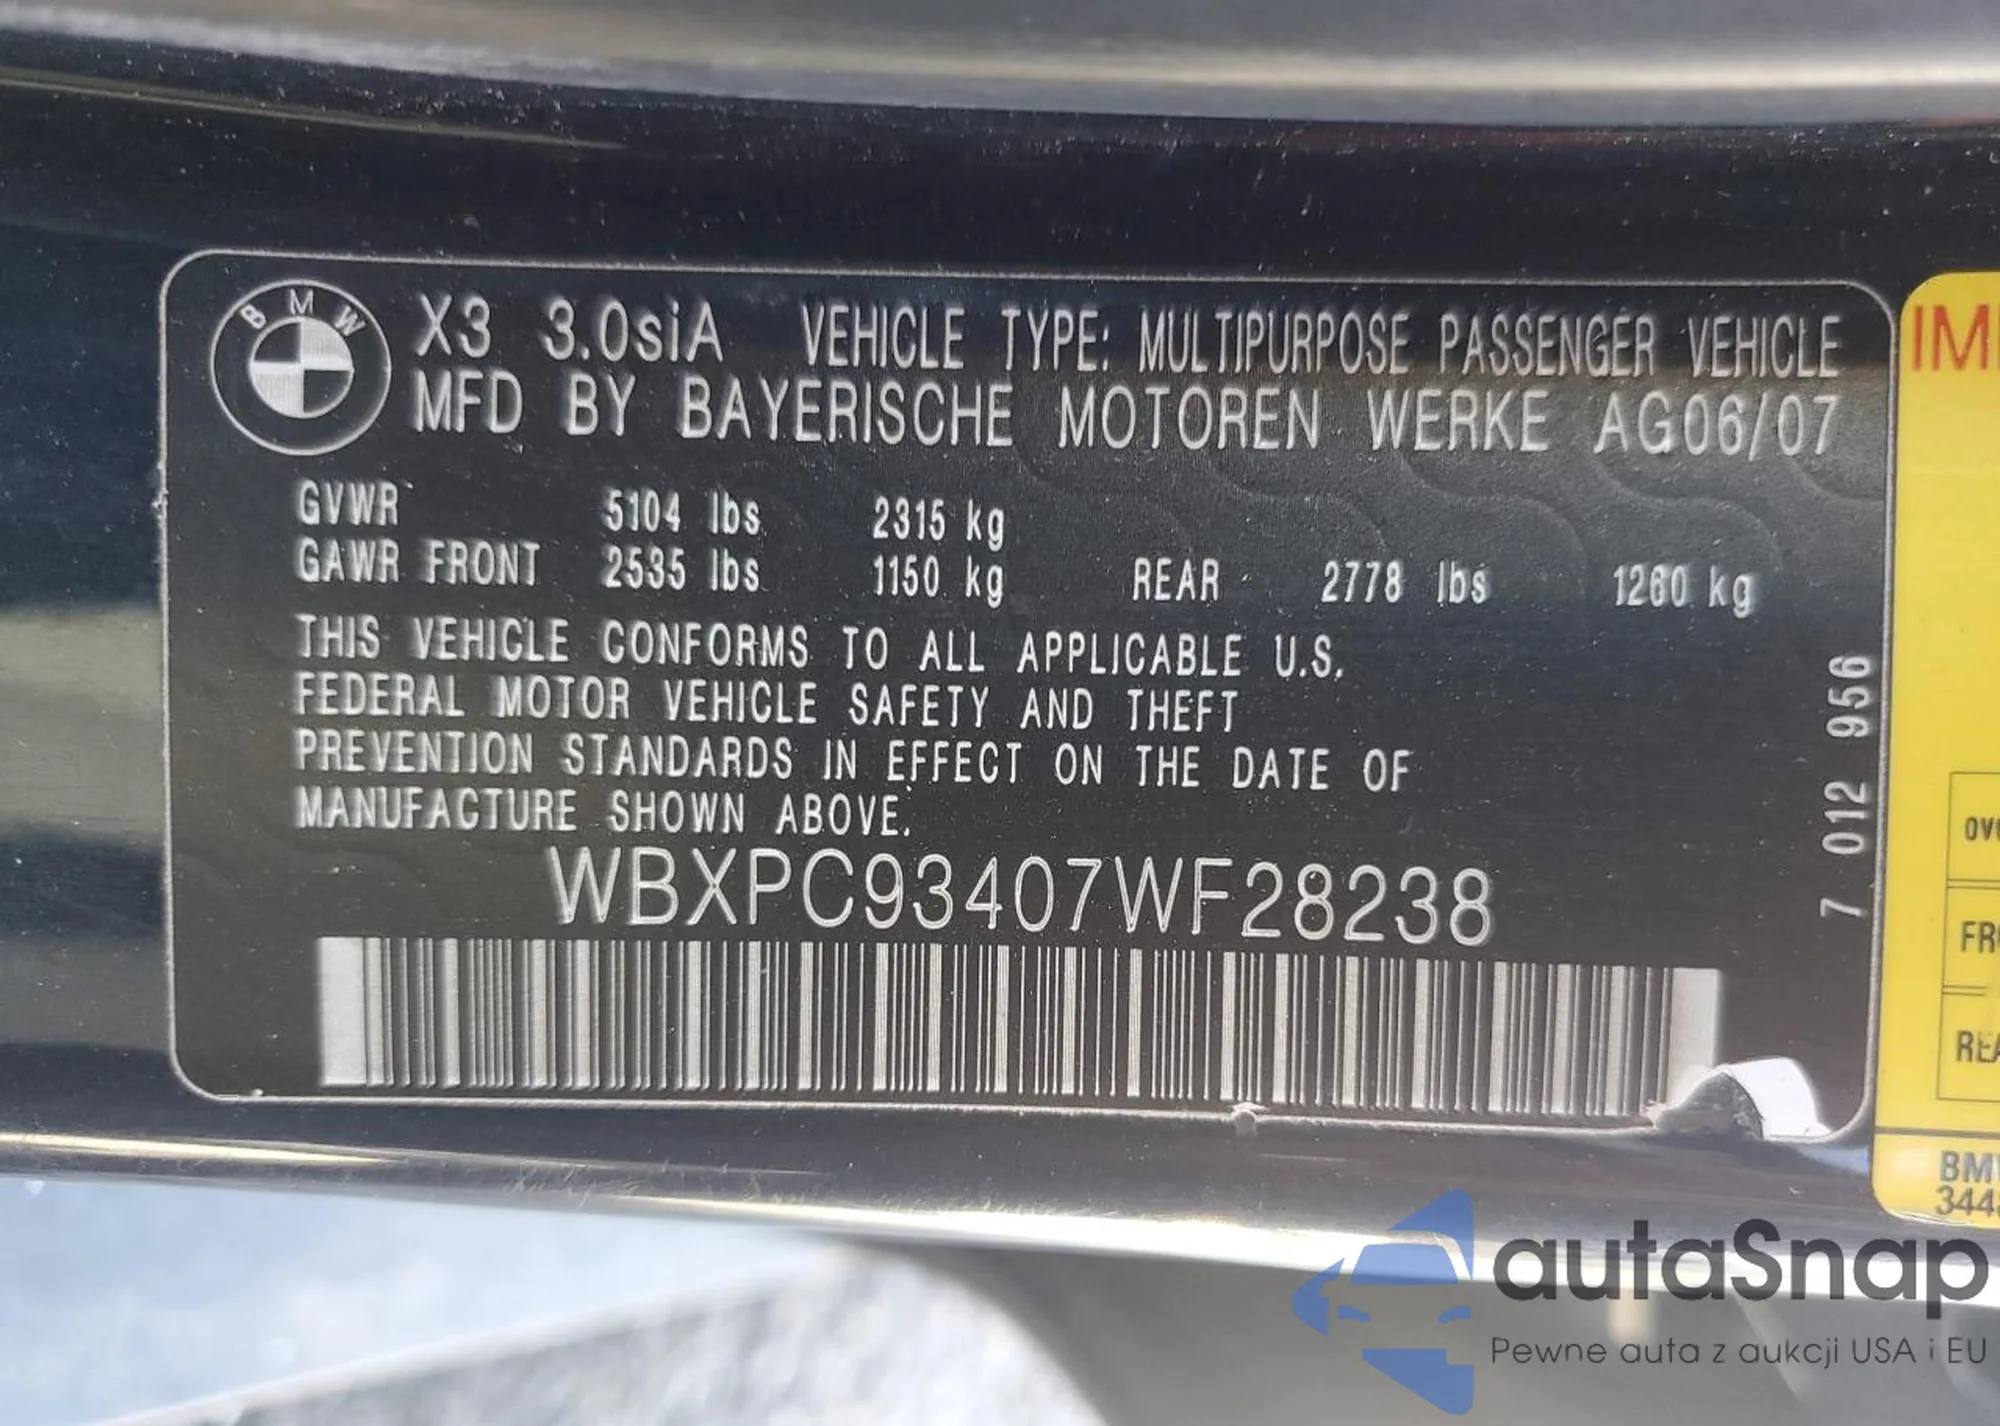 BMW
X3 3.0siA VEHICLE TYPE: MULTIPURPOSE PASSENGER VEHICLE
MFD BY BAYERISCHE MOTOREN WERKE AG06/07
GVWR 5104 lbs 2315 kg
GAWR FRONT 2535 lbs 1150 kg REAR 2778 lbs 1260 kg
THIS VEHICLE CONFORMS TO ALL APPLICABLE U.S.
FEDERAL MOTOR VEHICLE SAFETY AND THEFT
PREVENTION STANDARDS IN EFFECT ON THE DATE OF
MANUFACTURE SHOWN ABOVE.
WBXPC93407WF28238
7 012 956
autaSnap
Pewne auta z aukcji USA i EU